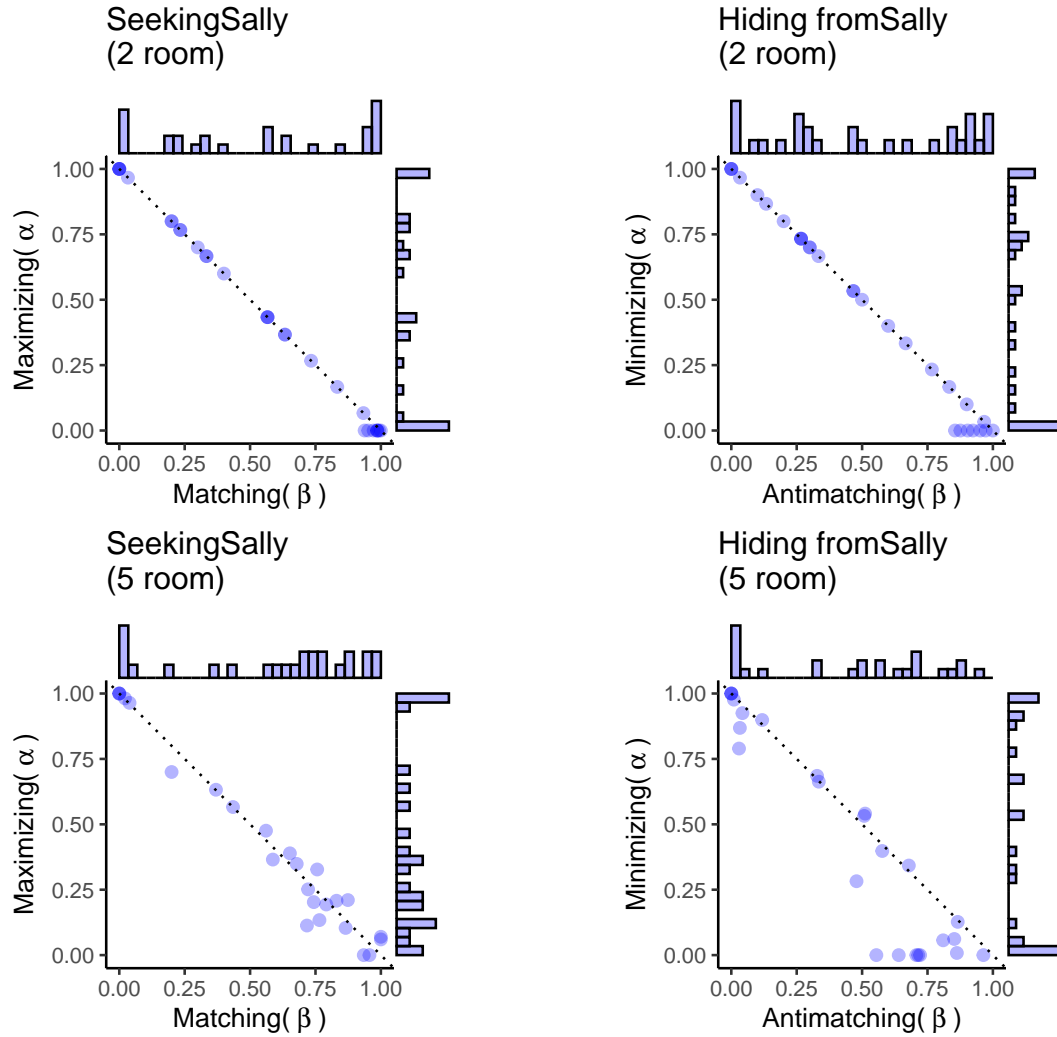 SeekingSally
(2 room)
1.00
0.75
0.50
0.25
0.00
Maximizing( α )
0.00 0.25 0.50 0.75 1.00
Matching( β )
Hiding fromSally
(2 room)
1.00
0.75
0.50
0.25
0.00
Minimizing( α )
0.00 0.25 0.50 0.75 1.00
Antimatching( β )
SeekingSally
(5 room)
1.00
0.75
0.50
0.25
0.00
Maximizing( α )
0.00 0.25 0.50 0.75 1.00
Matching( β )
Hiding fromSally
(5 room)
1.00
0.75
0.50
0.25
0.00
Minimizing( α )
0.00 0.25 0.50 0.75 1.00
Antimatching( β )